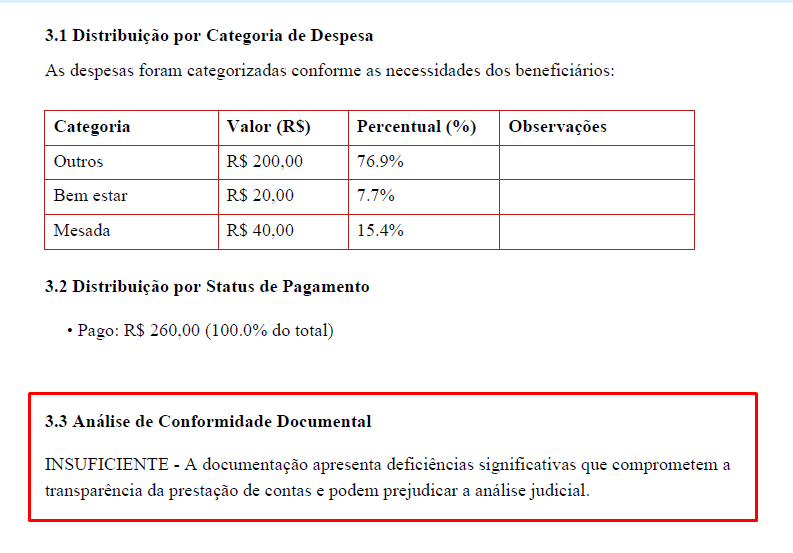 3.1 Distribuição por Categoria de Despesa
As despesas foram categorizadas conforme as necessidades dos beneficiários:
Categoria Valor (R$) Percentual (%) Observações
Outros R$ 200,00 76.9%
Bem estar R$ 20,00 7.7%
Mesada R$ 40,00 15.4%
3.2 Distribuição por Status de Pagamento
• Pago: R$ 260,00 (100.0% do total)
3.3 Análise de Conformidade Documental
INSUFICIENTE - A documentação apresenta deficiências significativas que comprometem a
transparência da prestação de contas e podem prejudicar a análise judicial.